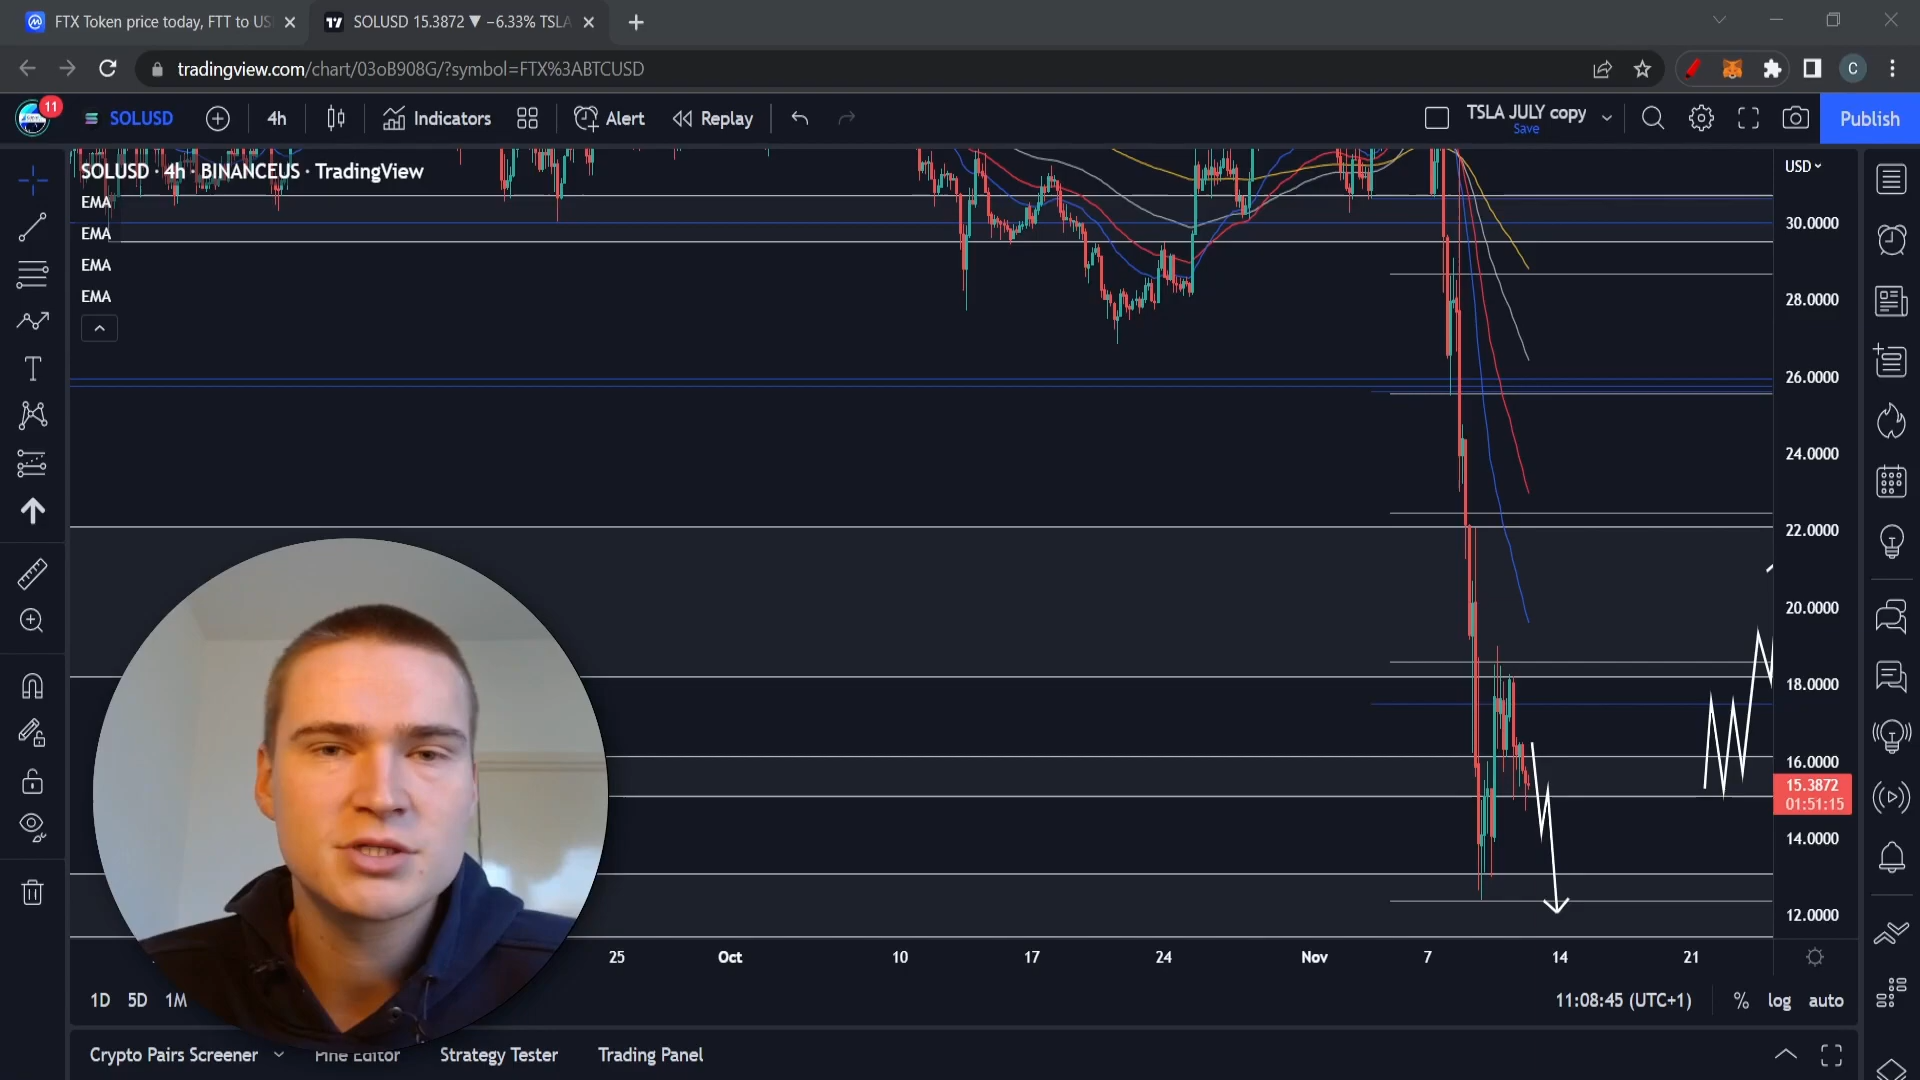 FTX Token price today, FTT to US
SOLUSD 15.3872 ▼ −6.33% TSLA
tradingview.com/chart/03oB908G/?symbol=FTX%3ABTCUSD
C
11
SOLUSD
4h
Indicators
Alert
Replay
TSLA JULY copy
Save
Publish
SOLUSD · 4h · BINANCEUS · TradingView
EMA
EMA
EMA
EMA
USD
30.0000
28.0000
26.0000
24.0000
22.0000
20.0000
18.0000
16.0000
15.3872
01:51:15
14.0000
12.0000
25
Oct
10
17
24
Nov
7
14
21
1D 5D 1M
11:08:45 (UTC+1)
% log auto
Crypto Pairs Screener
Pine Editor
Strategy Tester
Trading Panel